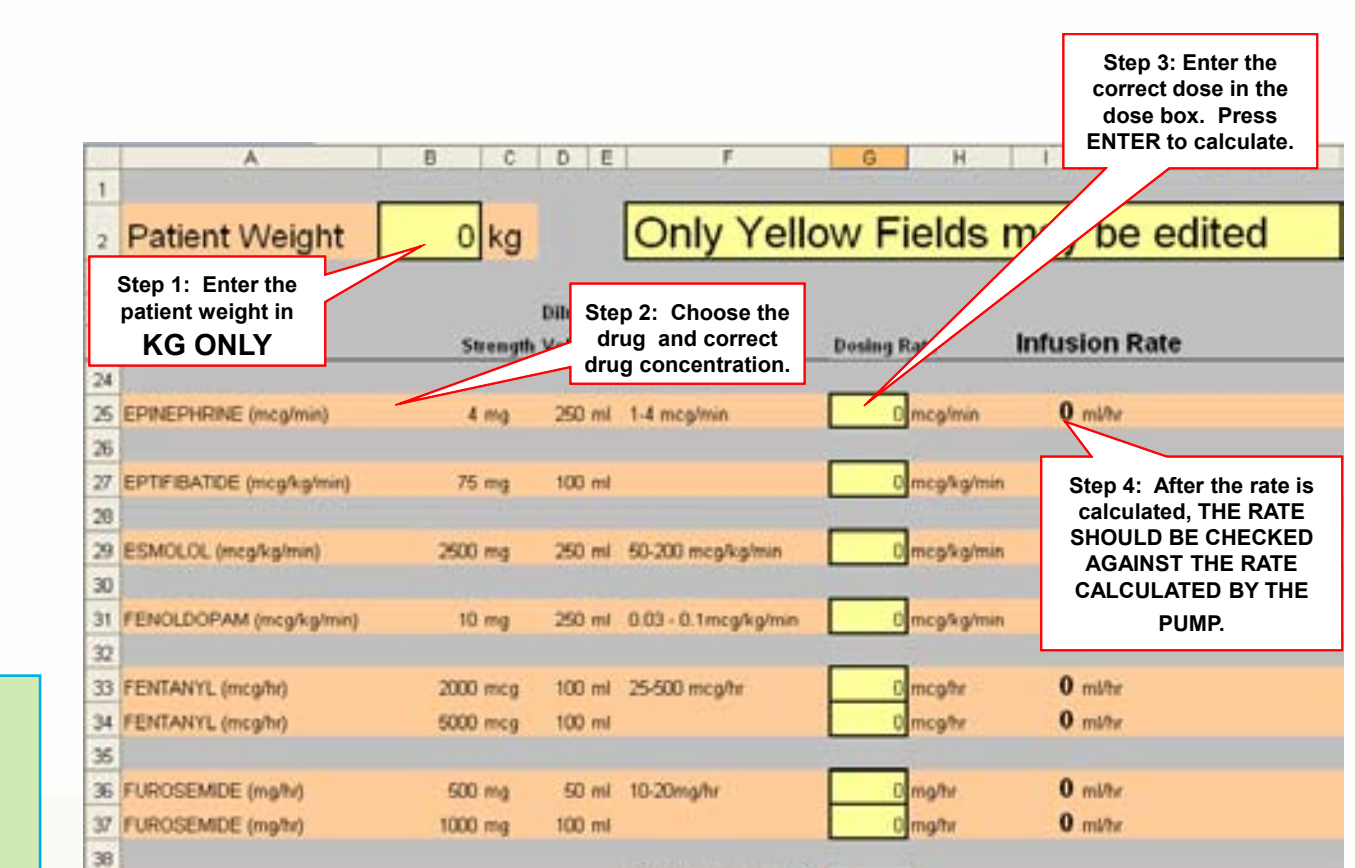 Step 3: Enter the
correct dose in the
dose box. Press
ENTER to calculate.
A B C D E F G H I
1
2 Patient Weight 0 kg Only Yellow Fields may be edited
Step 1: Enter the
patient weight in
KG ONLY
Step 2: Choose the
drug and correct
drug concentration.
Strength Dosing Infusion Rate
24
25 EPINEPHRINE (mcg/min) 4 mg 250 ml 1-4 mcg/min 0 mcg/min 0 ml/hr
26
27 EPTIFIBATIDE (mcg/kg/min) 75 mg 100 ml 0 mcg/kg/min
28
29 ESMOLOL (mcg/kg/min) 2500 mg 250 ml 50-200 mcg/kg/min 0 mcg/kg/min
30
31 FENOLDOPAM (mcg/kg/min) 10 mg 250 ml 0.03 - 0.1mcg/kg/min 0 mcg/kg/min
32
Step 4: After the rate is
calculated, THE RATE
SHOULD BE CHECKED
AGAINST THE RATE
CALCULATED BY THE
PUMP.
33 FENTANYL (mcg/hr) 2000 mcg 100 ml 25-500 mcg/hr 0 mcg/hr 0 ml/hr
34 FENTANYL (mcg/hr) 5000 mcg 100 ml 0 mcg/hr 0 ml/hr
35
36 FUROSEMIDE (mg/hr) 500 mg 50 ml 10-20mg/hr 0 mg/hr 0 ml/hr
37 FUROSEMIDE (mg/hr) 1000 mg 100 ml 0 mg/hr 0 ml/hr
38